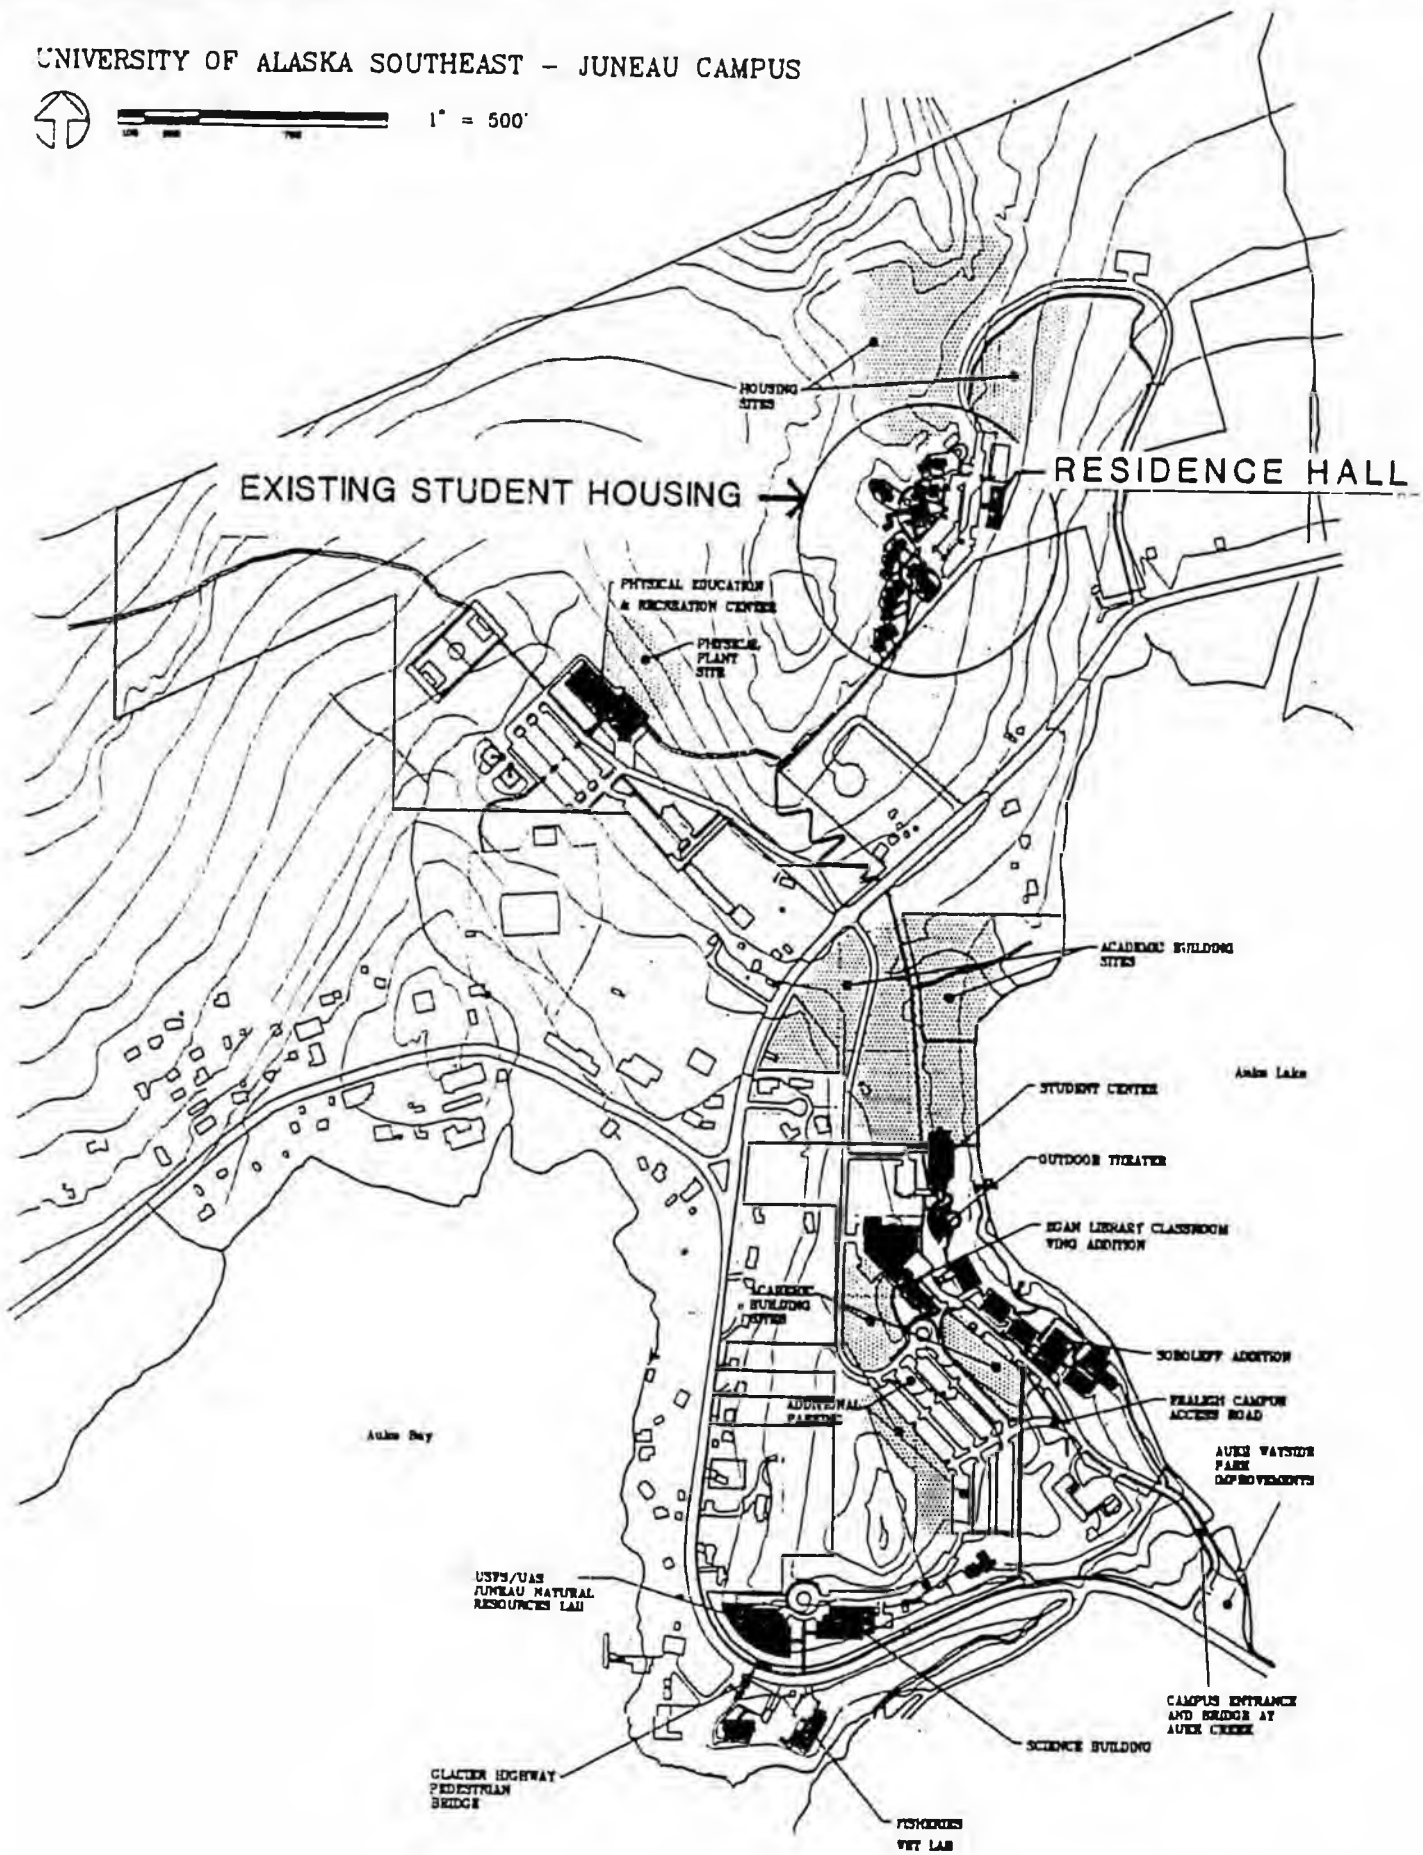 UNIVERSITY OF ALASKA SOUTHEAST - JUNEAU CAMPUS
1" = 500'
HOUSING
SITES
EXISTING STUDENT HOUSING
RESIDENCE HALL
PHYSICAL EDUCATION
& RECREATION CENTER
PHYSICAL
PLANT
SITE
ACADEMIC BUILDING
SITES
Auke Lake
STUDENT CENTER
OUTDOOR THEATER
EGAN LIBRARY CLASSROOM
WING ADDITION
ACADEMIC
BUILDING
SITES
SOBOLEFF ADDITION
ADDITIONAL
PARKING
REALIGN CAMPUS
ACCESS ROAD
Auke Bay
AUKE WAYSIDE
PARK
IMPROVEMENTS
USFS/UAS
JUNEAU NATURAL
RESOURCES LAB
CAMPUS ENTRANCE
AND BRIDGE AT
AUKE CREEK
SCIENCE BUILDING
GLACIER HIGHWAY
PEDESTRIAN
BRIDGE
FISHERIES
WET LAB